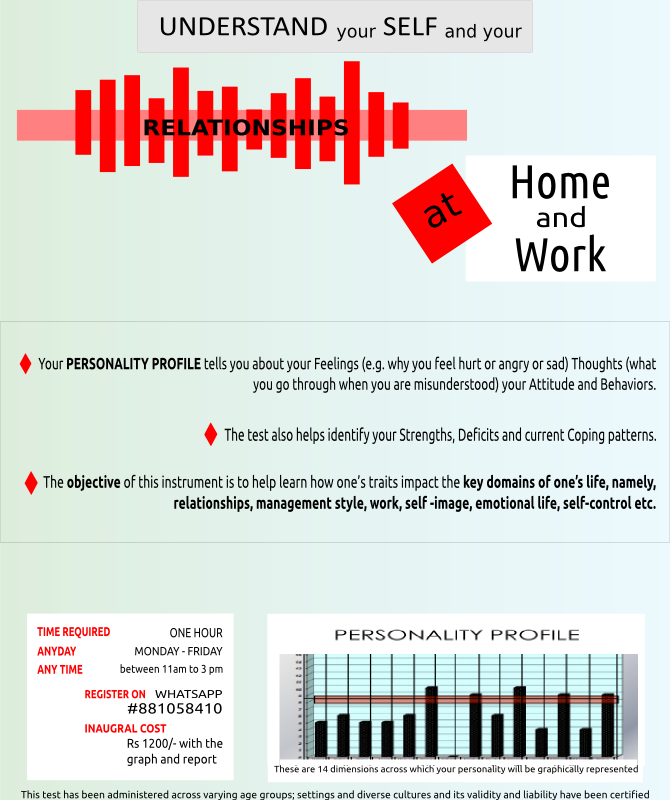 UNDERSTAND your SELF and your
RELATIONSHIPS
at
Home
and
Work
Your PERSONALITY PROFILE tells you about your Feelings (e.g. why you feel hurt or angry or sad) Thoughts (what
you go through when you are misunderstood) your Attitude and Behaviors.
The test also helps identify your Strengths, Deficits and current Coping patterns.
The objective of this instrument is to help learn how one's traits impact the key domains of one's life, namely,
relationships, management style, work, self -image, emotional life, self-control etc.
TIME REQUIRED ONE HOUR
ANYDAY MONDAY - FRIDAY
ANY TIME between 11am to 3 pm
REGISTER ON WHATSAPP
#881058410
INAUGRAL COST
Rs 1200/- with the
graph and report
PERSONALITY PROFILE
These are 14 dimensions across which your personality will be graphically represented
This test has been administered across varying age groups; settings and diverse cultures and its validity and liability have been certified